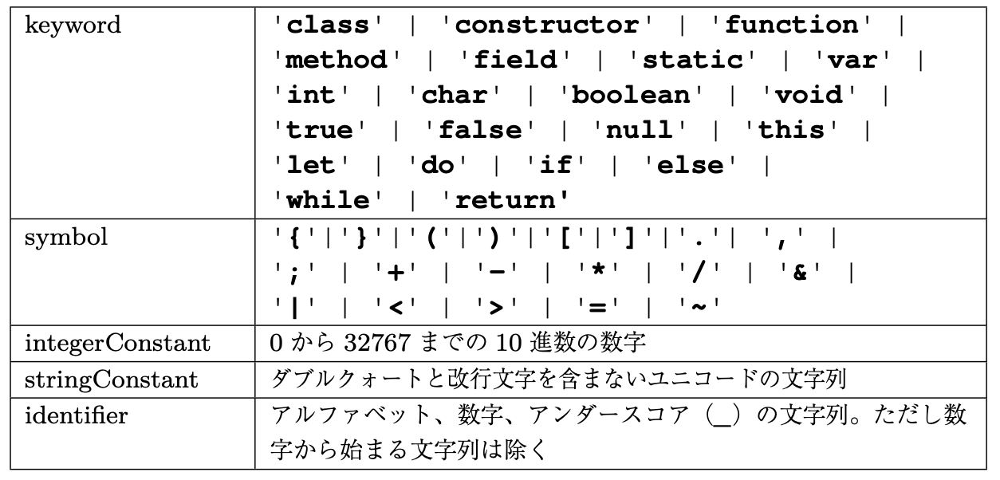 keyword
'class' | 'constructor' | 'function' |
'method' | 'field' | 'static' | 'var' |
'int' | 'char' | 'boolean' | 'void' |
'true' | 'false' | 'null' | 'this' |
'let' | 'do' | 'if' | 'else' |
'while' | 'return'
symbol
'{'|'}'|'('|')'|'['|']'|'.'| ',' |
';' | '+' | '-' | '*' | '/' | '&' |
'|' | '<' | '>' | '=' | '~'
integerConstant
0 から 32767 までの 10 進数の数字
stringConstant
ダブルクォートと改行文字を含まないユニコードの文字列
identifier
アルファベット、数字、アンダースコア（_）の文字列。ただし数
字から始まる文字列は除く